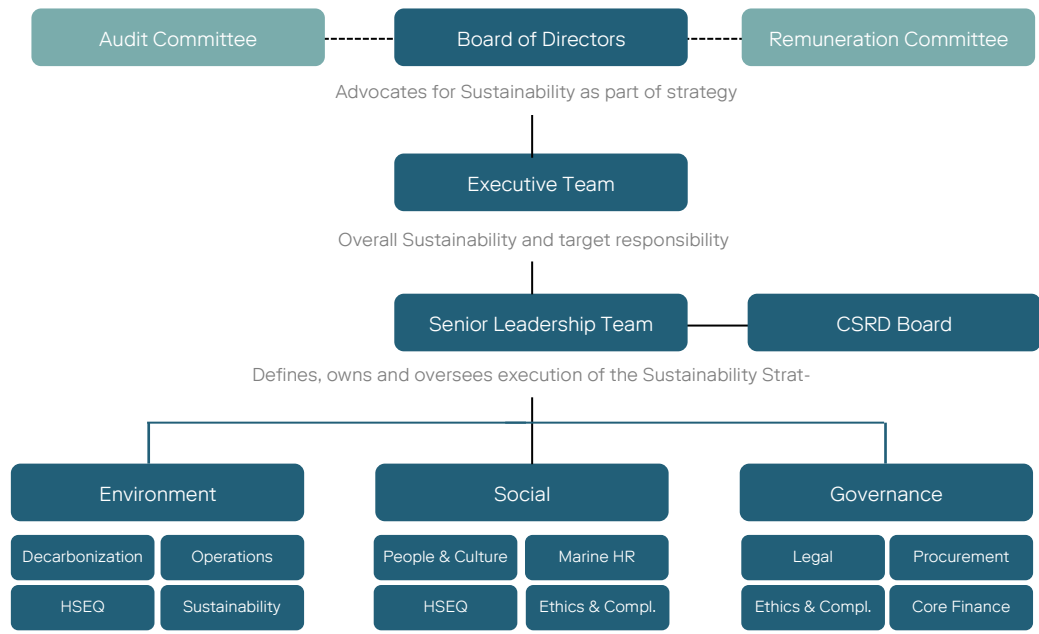 Audit Committee
Board of Directors
Remuneration Committee
Advocates for Sustainability as part of strategy
Executive Team
Overall Sustainability and target responsibility
Senior Leadership Team
CSRD Board
Defines, owns and oversees execution of the Sustainability Strat-
Environment
Social
Governance
Decarbonization
Operations
People & Culture
Marine HR
Legal
Procurement
HSEQ
Sustainability
HSEQ
Ethics & Compl.
Ethics & Compl.
Core Finance